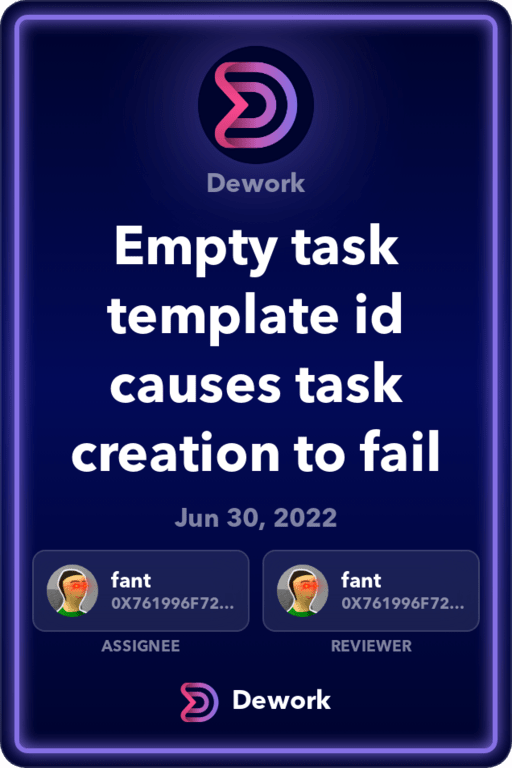 Dework
Empty task
template id
causes task
creation to fail
Jun 30, 2022
fant
0X761996F72...
ASSIGNEE
fant
0X761996F72...
REVIEWER
Dework